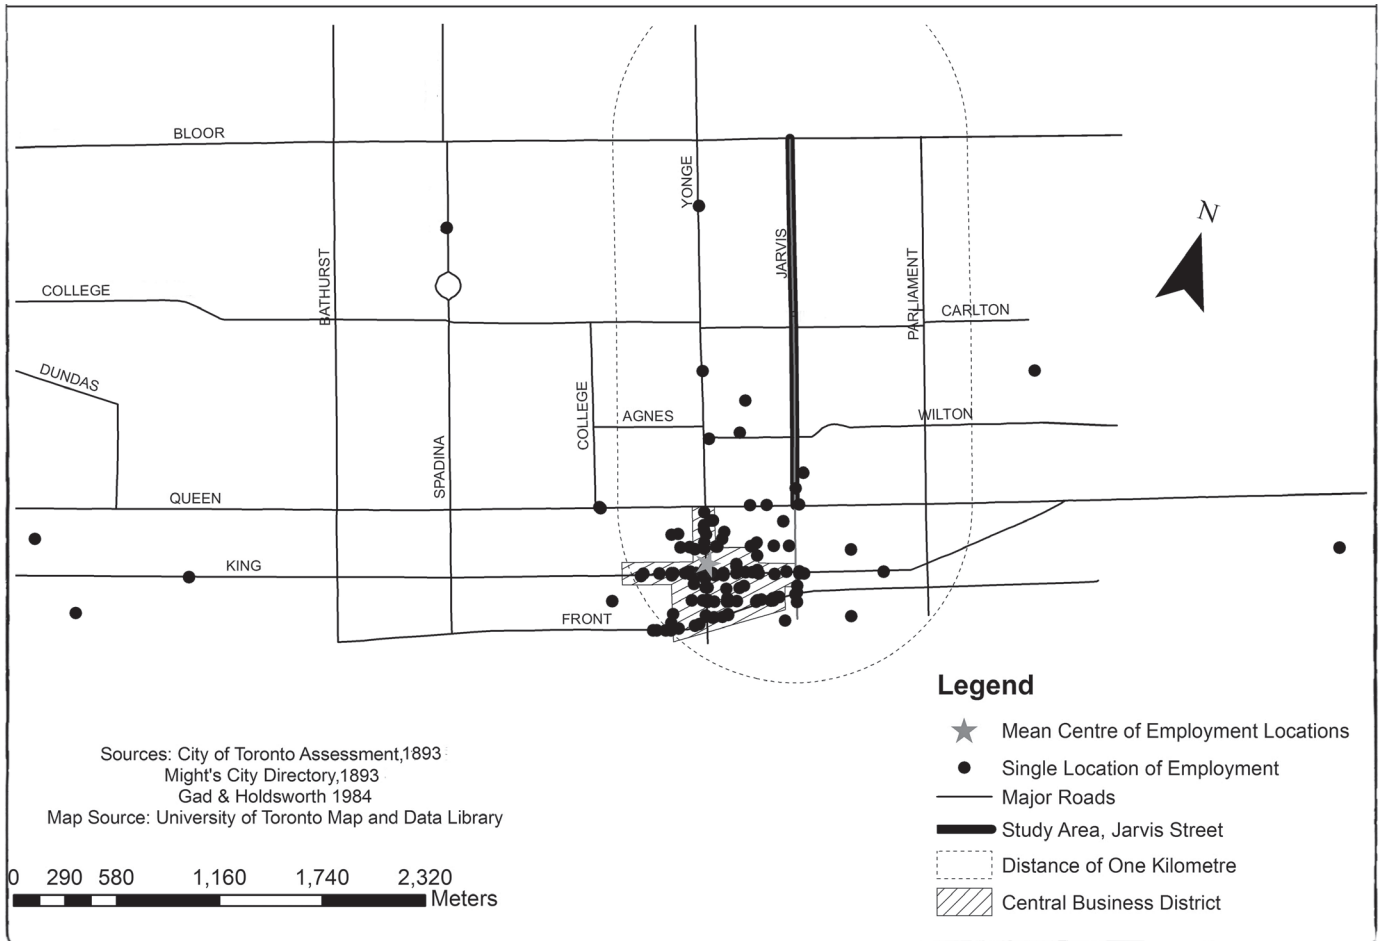 BLOOR
YONGE
N
JARVIS
BATHURST
PARLIAMENT
COLLEGE
CARLTON
DUNDAS
COLLEGE
AGNES
WILTON
SPADINA
QUEEN
KING
FRONT
Legend
Mean Centre of Employment Locations
Single Location of Employment
Major Roads
Study Area, Jarvis Street
Distance of One Kilometre
Central Business District
Sources: City of Toronto Assessment,1893
Might's City Directory,1893
Gad & Holdsworth 1984
Map Source: University of Toronto Map and Data Library
0 290 580 1,160 1,740 2,320
Meters